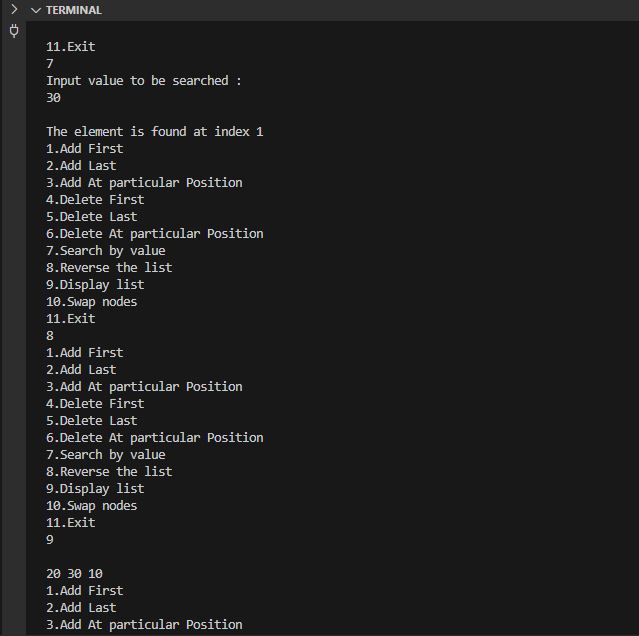 TERMINAL
11.Exit
7
Input value to be searched :
30
The element is found at index 1
1.Add First
2.Add Last
3.Add At particular Position
4.Delete First
5.Delete Last
6.Delete At particular Position
7.Search by value
8.Reverse the list
9.Display list
10.Swap nodes
11.Exit
8
1.Add First
2.Add Last
3.Add At particular Position
4.Delete First
5.Delete Last
6.Delete At particular Position
7.Search by value
8.Reverse the list
9.Display list
10.Swap nodes
11.Exit
9
20 30 10
1.Add First
2.Add Last
3.Add At particular Position